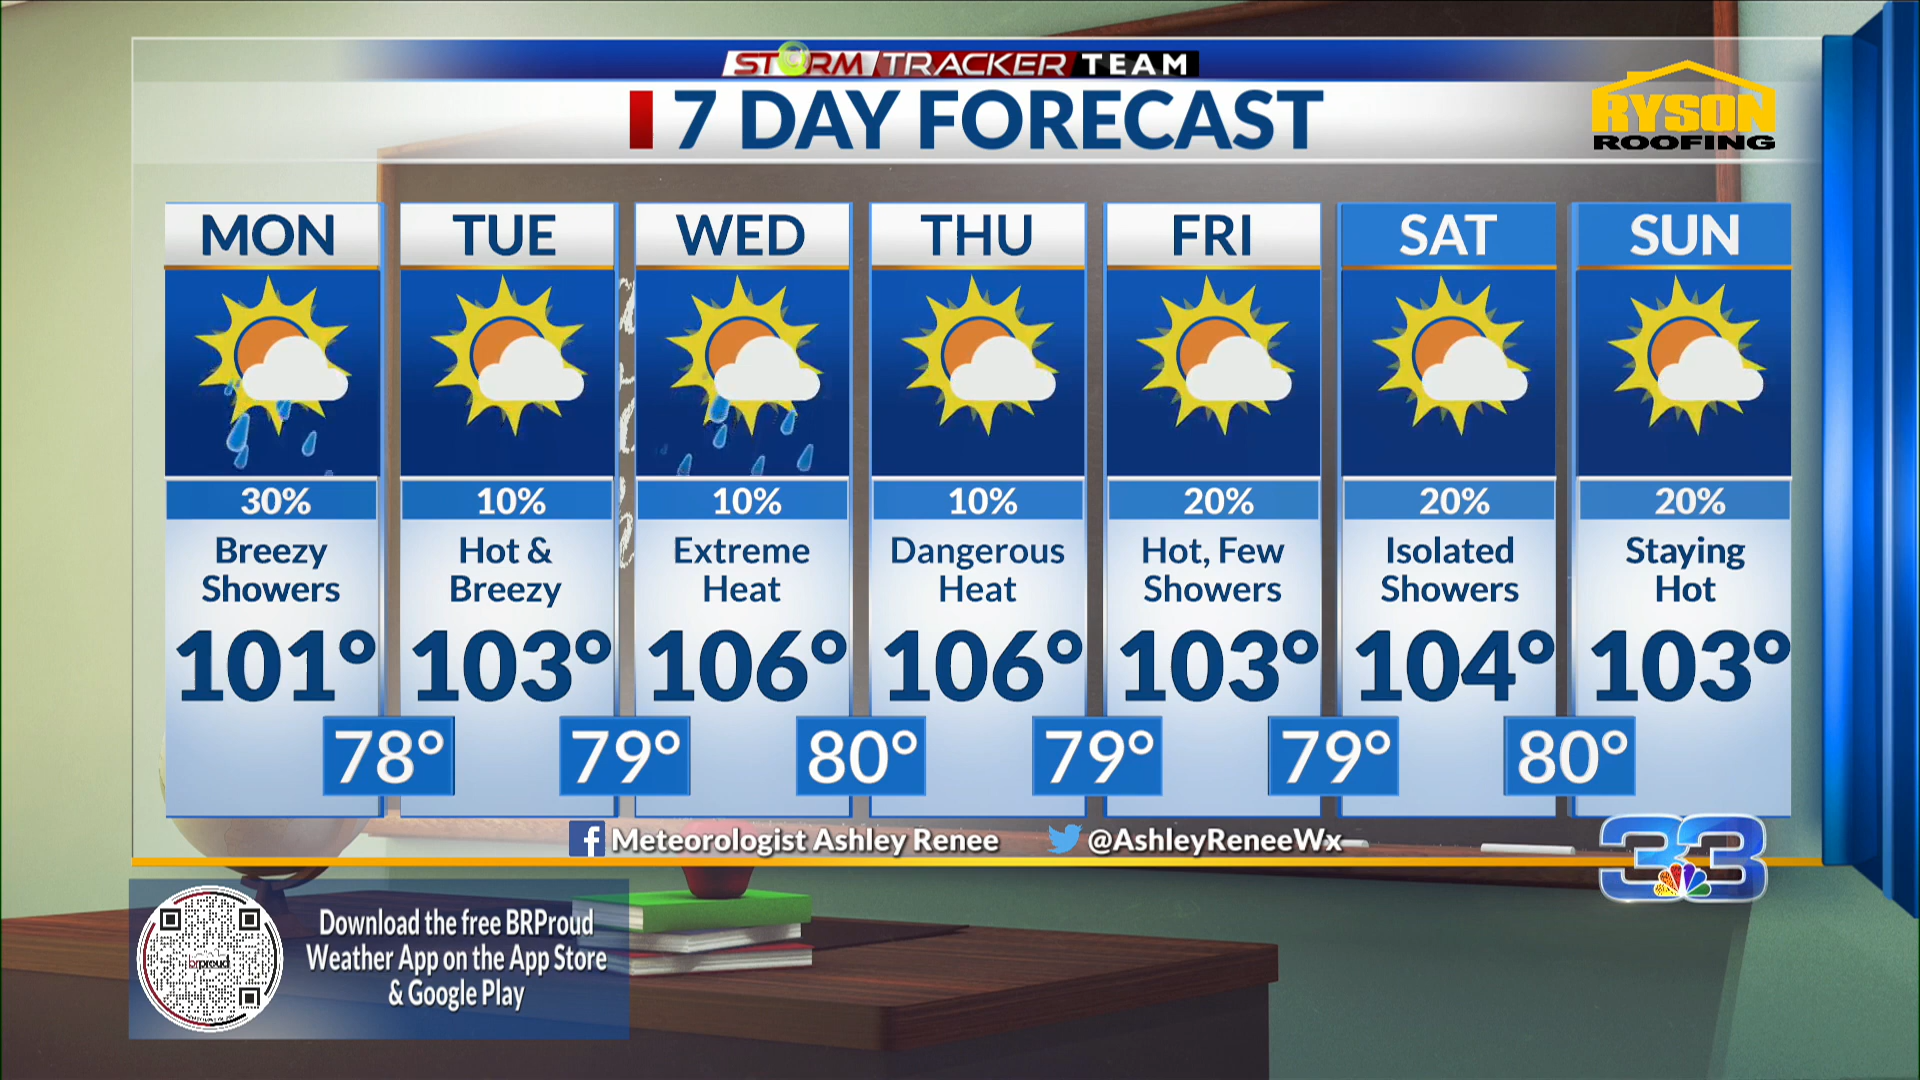 STORM TRACKER TEAM
7 DAY FORECAST
RYSON
ROOFING
MON TUE WED THU FRI SAT SUN
30% 10% 10% 10% 20% 20% 20%
Breezy Hot & Extreme Dangerous Hot, Few Isolated Staying
Showers Breezy Heat Heat Showers Showers Hot
101° 103° 106° 106° 103° 104° 103°
78° 79° 80° 79° 79° 80°
f Meteorologist Ashley Renee @AshleyReneeWx
33
brproud
Download the free BRProud
Weather App on the App Store
& Google Play